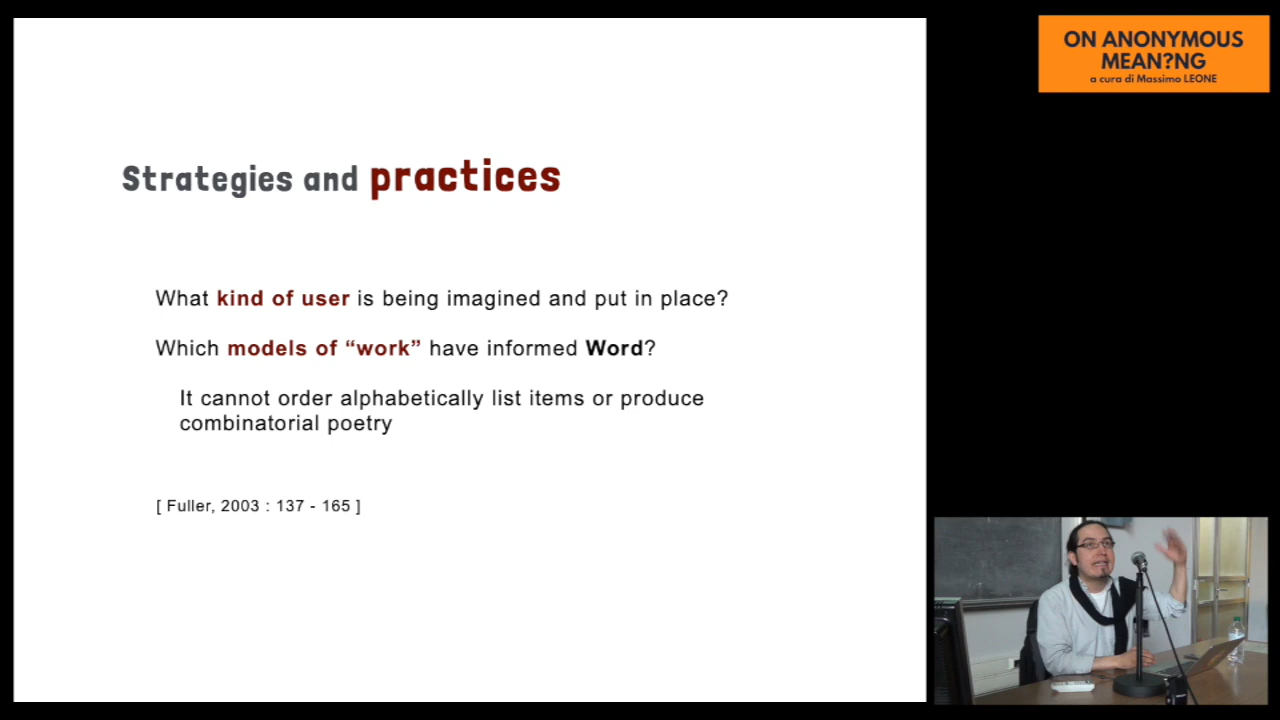 ON ANONYMOUS
MEAN?NG
a cura di Massimo LEONE
Strategies and practices
What kind of user is being imagined and put in place?
Which models of “work” have informed Word?
It cannot order alphabetically list items or produce
combinatorial poetry
[ Fuller, 2003 : 137 - 165 ]